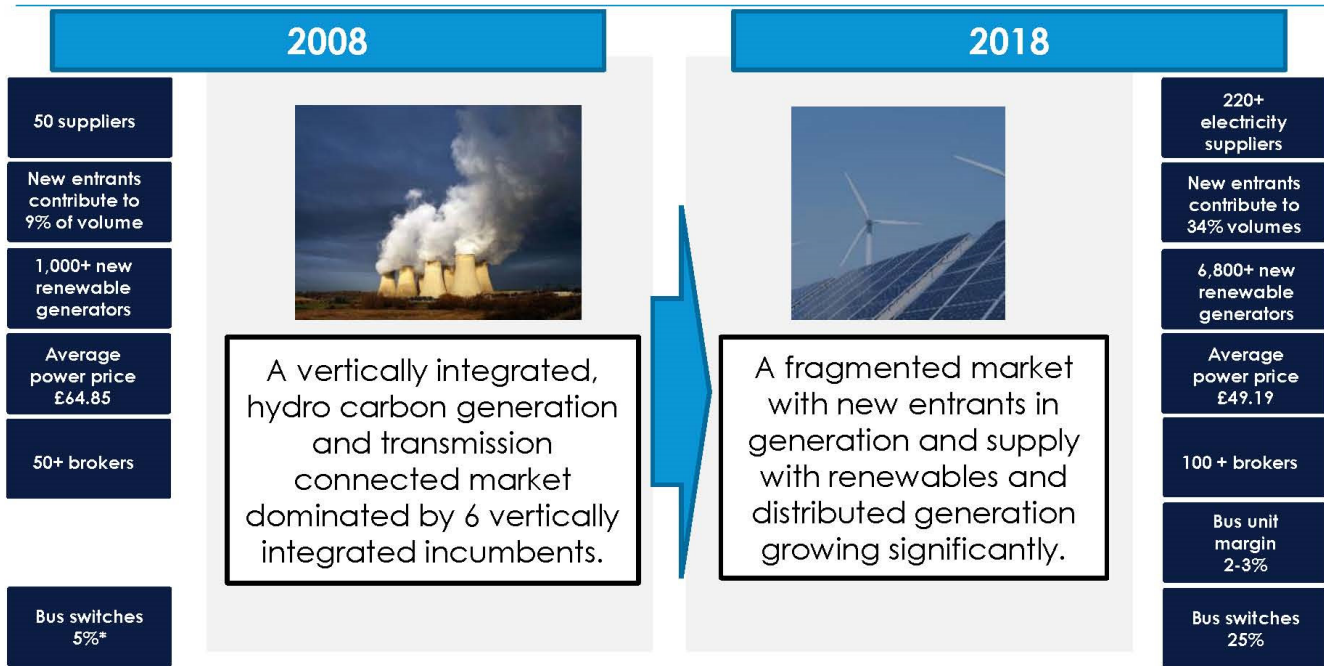 2008
50 suppliers
New entrants
contribute to
9% of volume
1,000+ new
renewable
generators
Average
power price
£64.85
50+ brokers
Bus switches
5%*
A vertically integrated,
hydro carbon generation
and transmission
connected market
dominated by 6 vertically
integrated incumbents.
2018
A fragmented market
with new entrants in
generation and supply
with renewables and
distributed generation
growing significantly.
220+
electricity
suppliers
New entrants
contribute to
34% volumes
6,800+ new
renewable
generators
Average
power price
£49.19
100 + brokers
Bus unit
margin
2-3%
Bus switches
25%